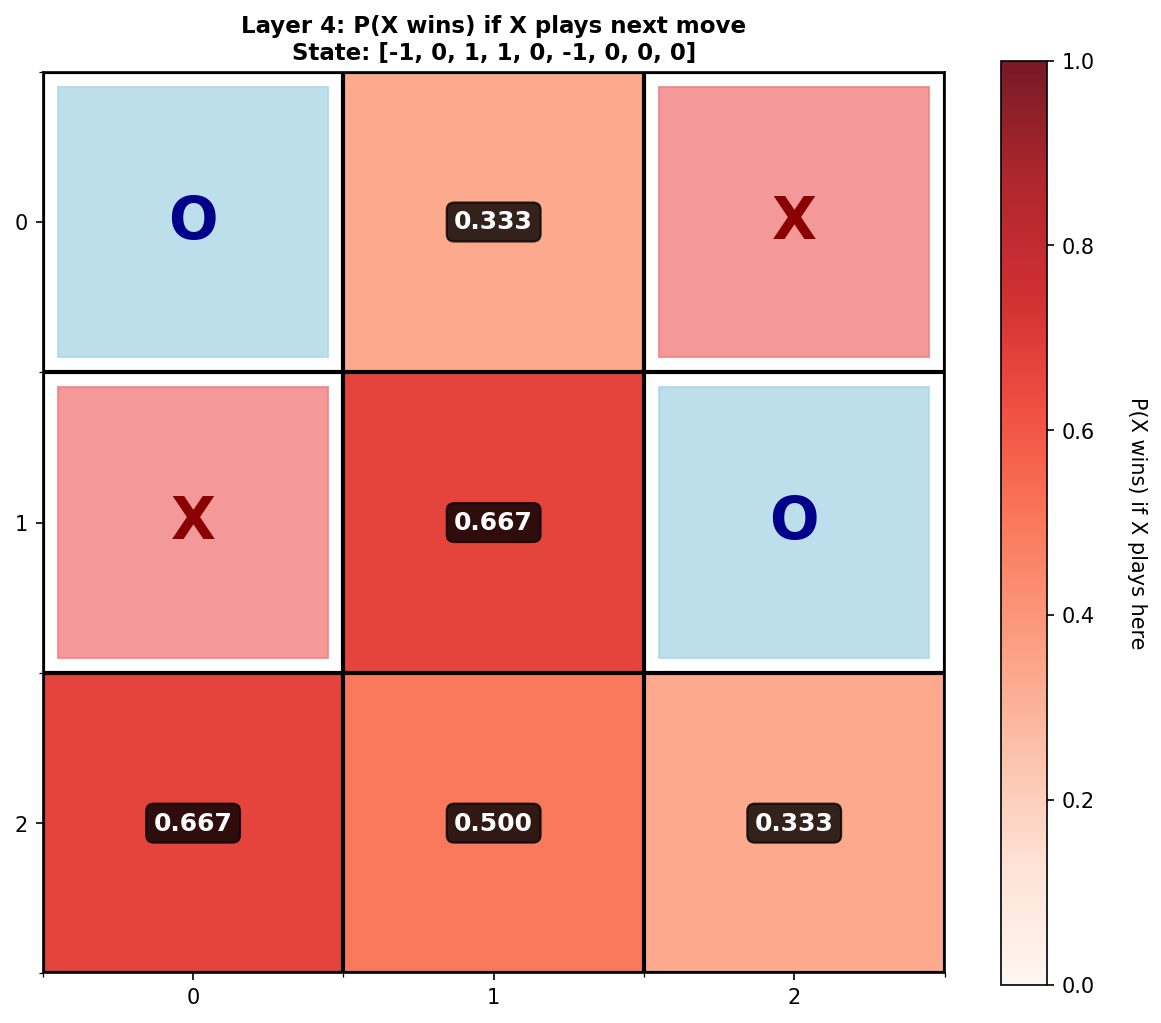 Layer 4: P(X wins) if X plays next move
State: [-1, 0, 1, 1, 0, -1, 0, 0, 0]
O
0.333
X
X
0.667
O
0.667
0.500
0.333
0
1
2
0
1
2
1.0
0.8
0.6
0.4
0.2
0.0
P(X wins) if X plays here